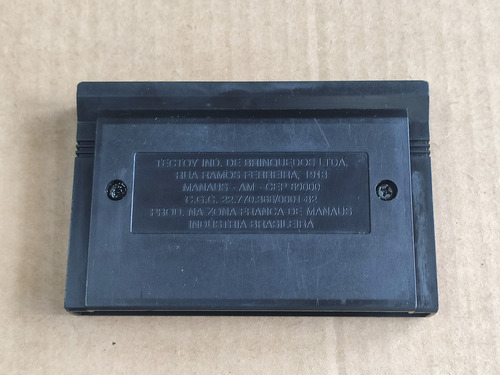 TECTOY IND. DE BRINQUEDOS LTDA.
RUA RAMOS FERREIRA, 1913
MANAUS - AM - CEP 69000
C.G.C. 22.770.366/0001-82
PROD. NA ZONA FRANCA DE MANAUS
INDÚSTRIA BRASILEIRA